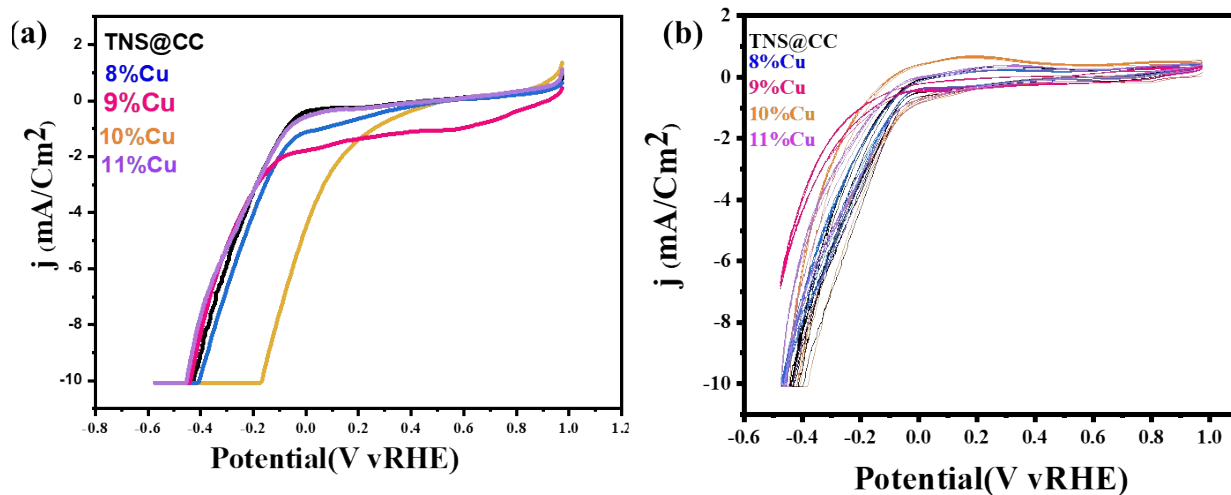 (a)
TNS@CC
8%Cu
9%Cu
10%Cu
11%Cu
2
0
-2
-4
-6
-8
-10
j (mA/Cm2)
-0.8 -0.6 -0.4 -0.2 0.0 0.2 0.4 0.6 0.8 1.0 1.2
Potential(V vRHE)
(b)
TNS@CC
8%Cu
9%Cu
10%Cu
11%Cu
2
0
-2
-4
-6
-8
-10
j (mA/Cm2)
-0.6 -0.4 -0.2 0.0 0.2 0.4 0.6 0.8 1.0
Potential(V vRHE)